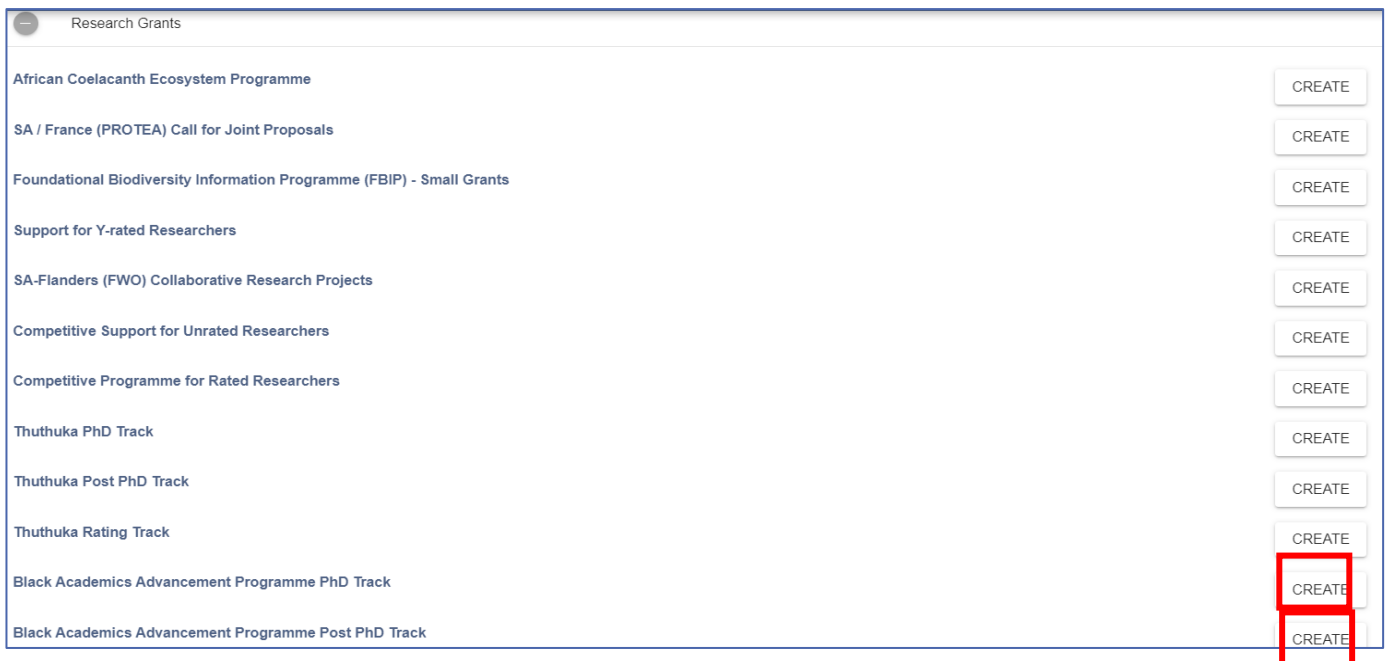 Research Grants
African Coelacanth Ecosystem Programme
CREATE
SA / France (PROTEA) Call for Joint Proposals
CREATE
Foundational Biodiversity Information Programme (FBIP) - Small Grants
CREATE
Support for Y-rated Researchers
CREATE
SA-Flanders (FWO) Collaborative Research Projects
CREATE
Competitive Support for Unrated Researchers
CREATE
Competitive Programme for Rated Researchers
CREATE
Thuthuka PhD Track
CREATE
Thuthuka Post PhD Track
CREATE
Thuthuka Rating Track
CREATE
Black Academics Advancement Programme PhD Track
CREATE
Black Academics Advancement Programme Post PhD Track
CREATE